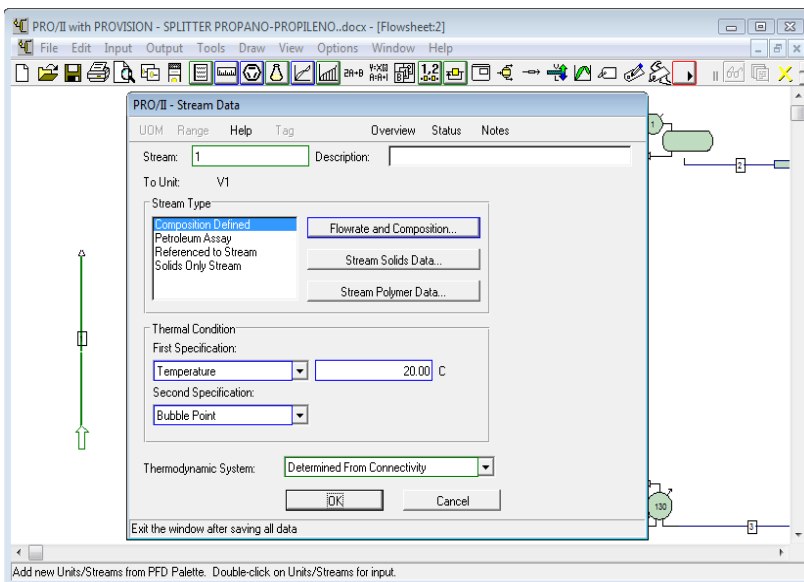 PRO/II with PROVISION - SPLITTER PROPANO-PROPILENO..docx - [Flowsheet:2]
File Edit Input Output Tools Draw View Options Window Help
PRO/II - Stream Data
UOM Range Help Tag Overview Status Notes
Stream: 1 Description:
To Unit: V1
Stream Type
Composition Defined
Petroleum Assay
Referenced to Stream
Solids Only Stream
Flowrate and Composition...
Stream Solids Data...
Stream Polymer Data...
Thermal Condition
First Specification:
Temperature 20.00 C
Second Specification:
Bubble Point
Thermodynamic System: Determined From Connectivity
OK Cancel
Exit the window after saving all data
1
2
1
130
3
Add new Units/Streams from PFD Palette. Double-click on Units/Streams for input.